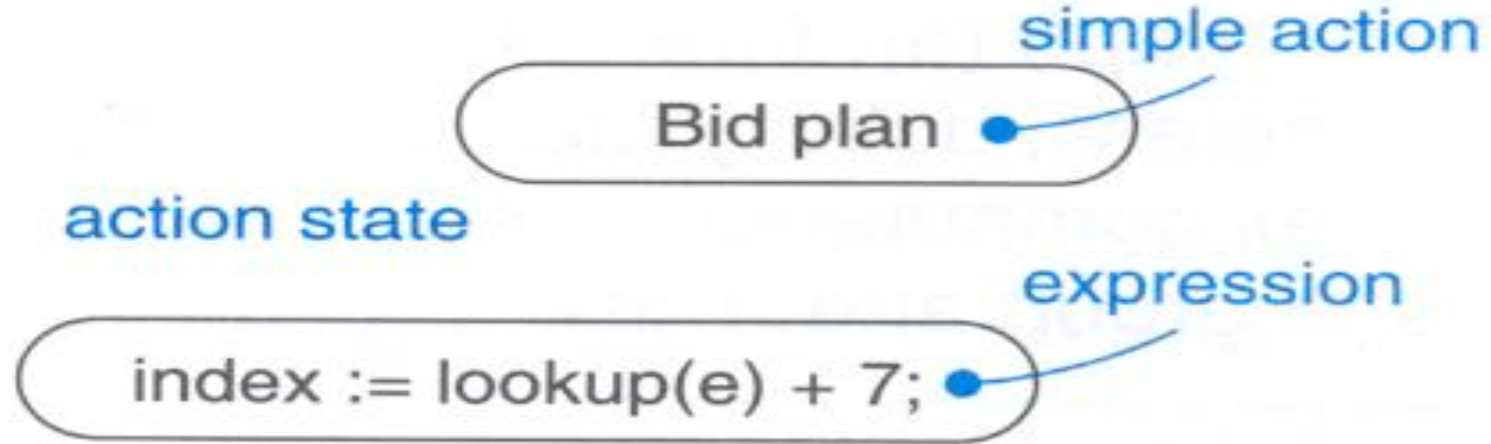 simple action
Bid plan
action state
expression
index := lookup(e) + 7;